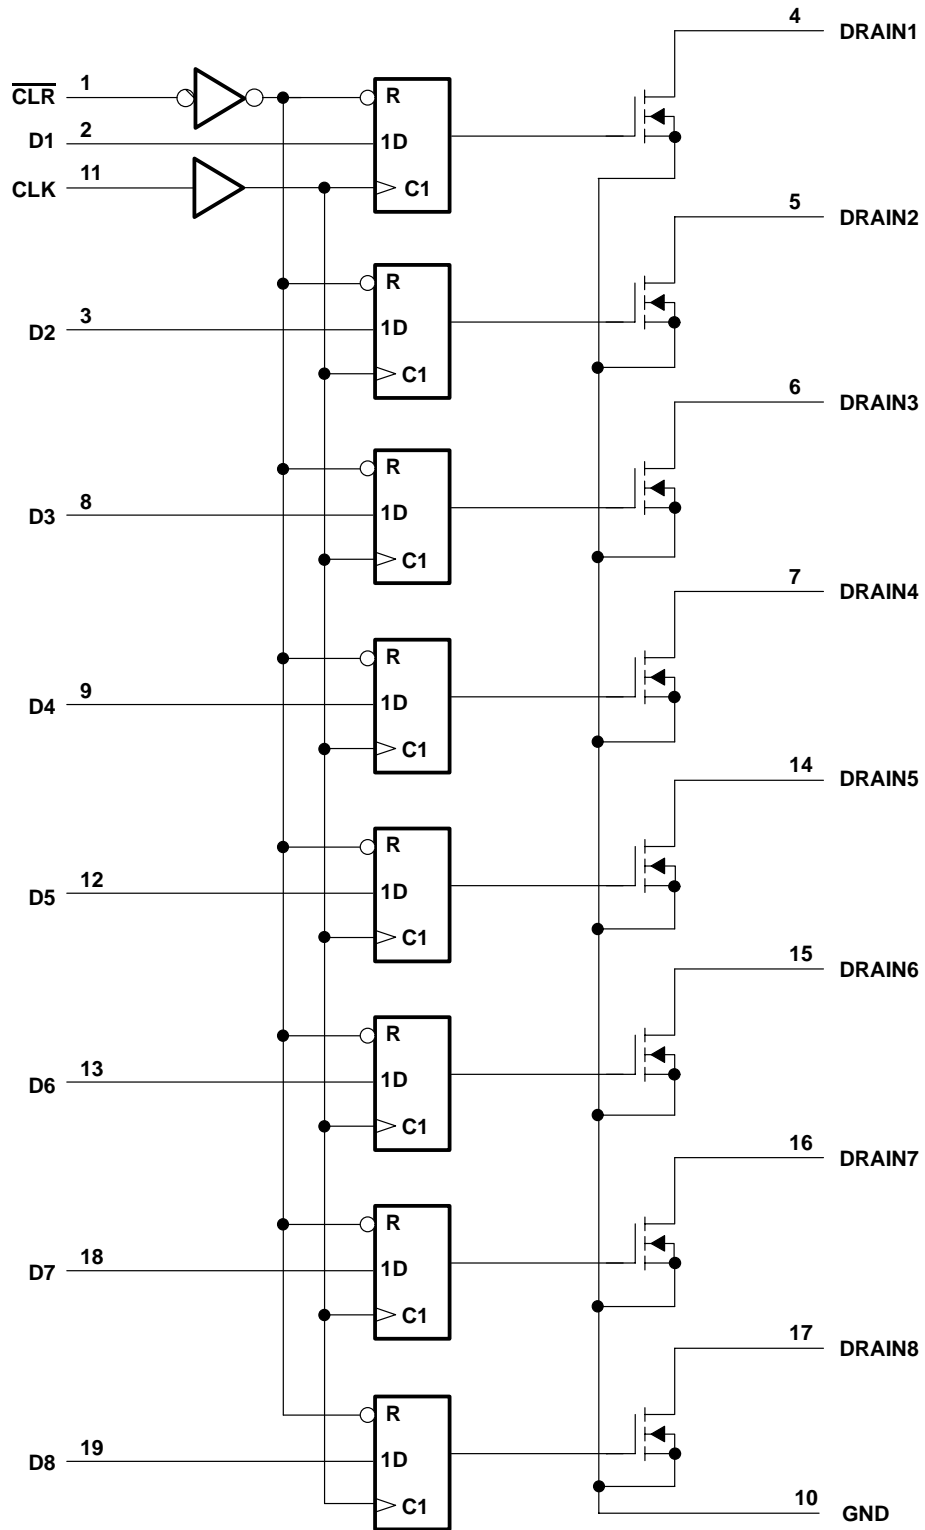 4 DRAIN1
C̅L̅R̅ 1 R
D1 2 1D
CLK 11 C1
5 DRAIN2
R
D2 3 1D
C1
6 DRAIN3
R
D3 8 1D
C1
7 DRAIN4
R
D4 9 1D
C1
14 DRAIN5
R
D5 12 1D
C1
15 DRAIN6
R
D6 13 1D
C1
16 DRAIN7
R
D7 18 1D
C1
17 DRAIN8
R
D8 19 1D
C1
10 GND